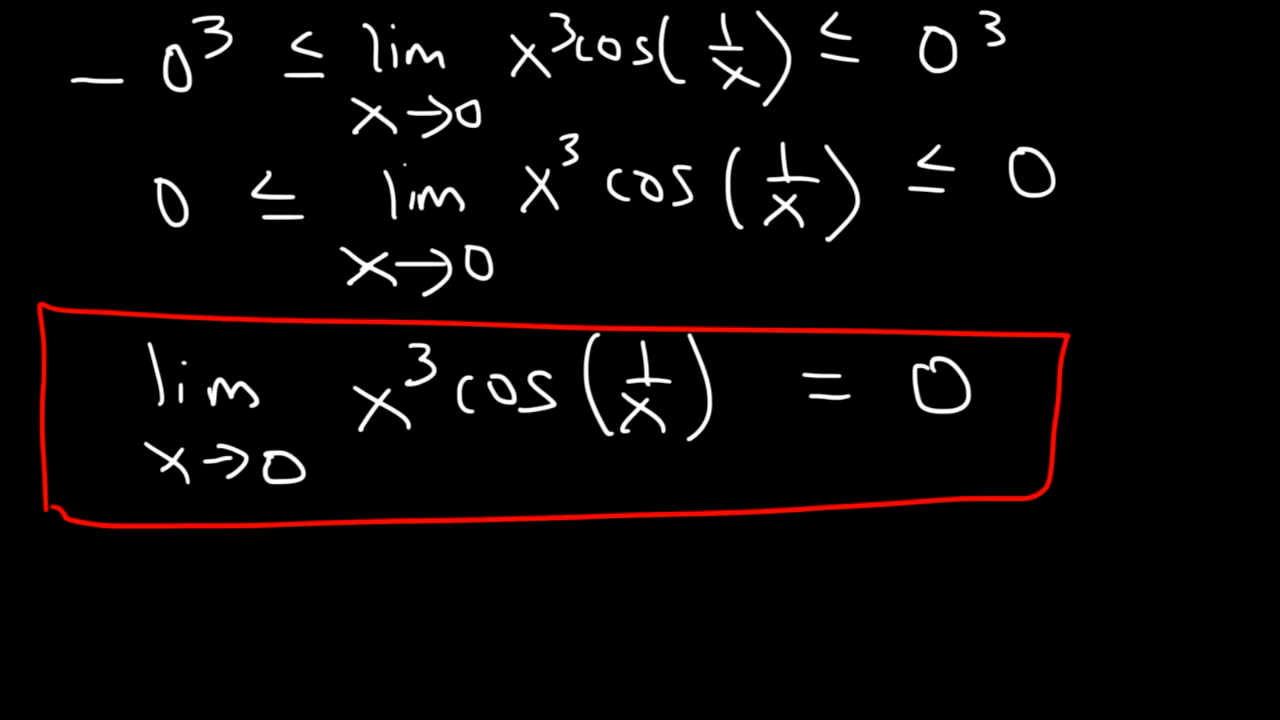 − 0³ ≤ lim x→0 x³cos(1/x) ≤ 0³
0 ≤ lim x→0 x³ cos(1/x) ≤ 0
lim x→0 x³ cos(1/x) = 0